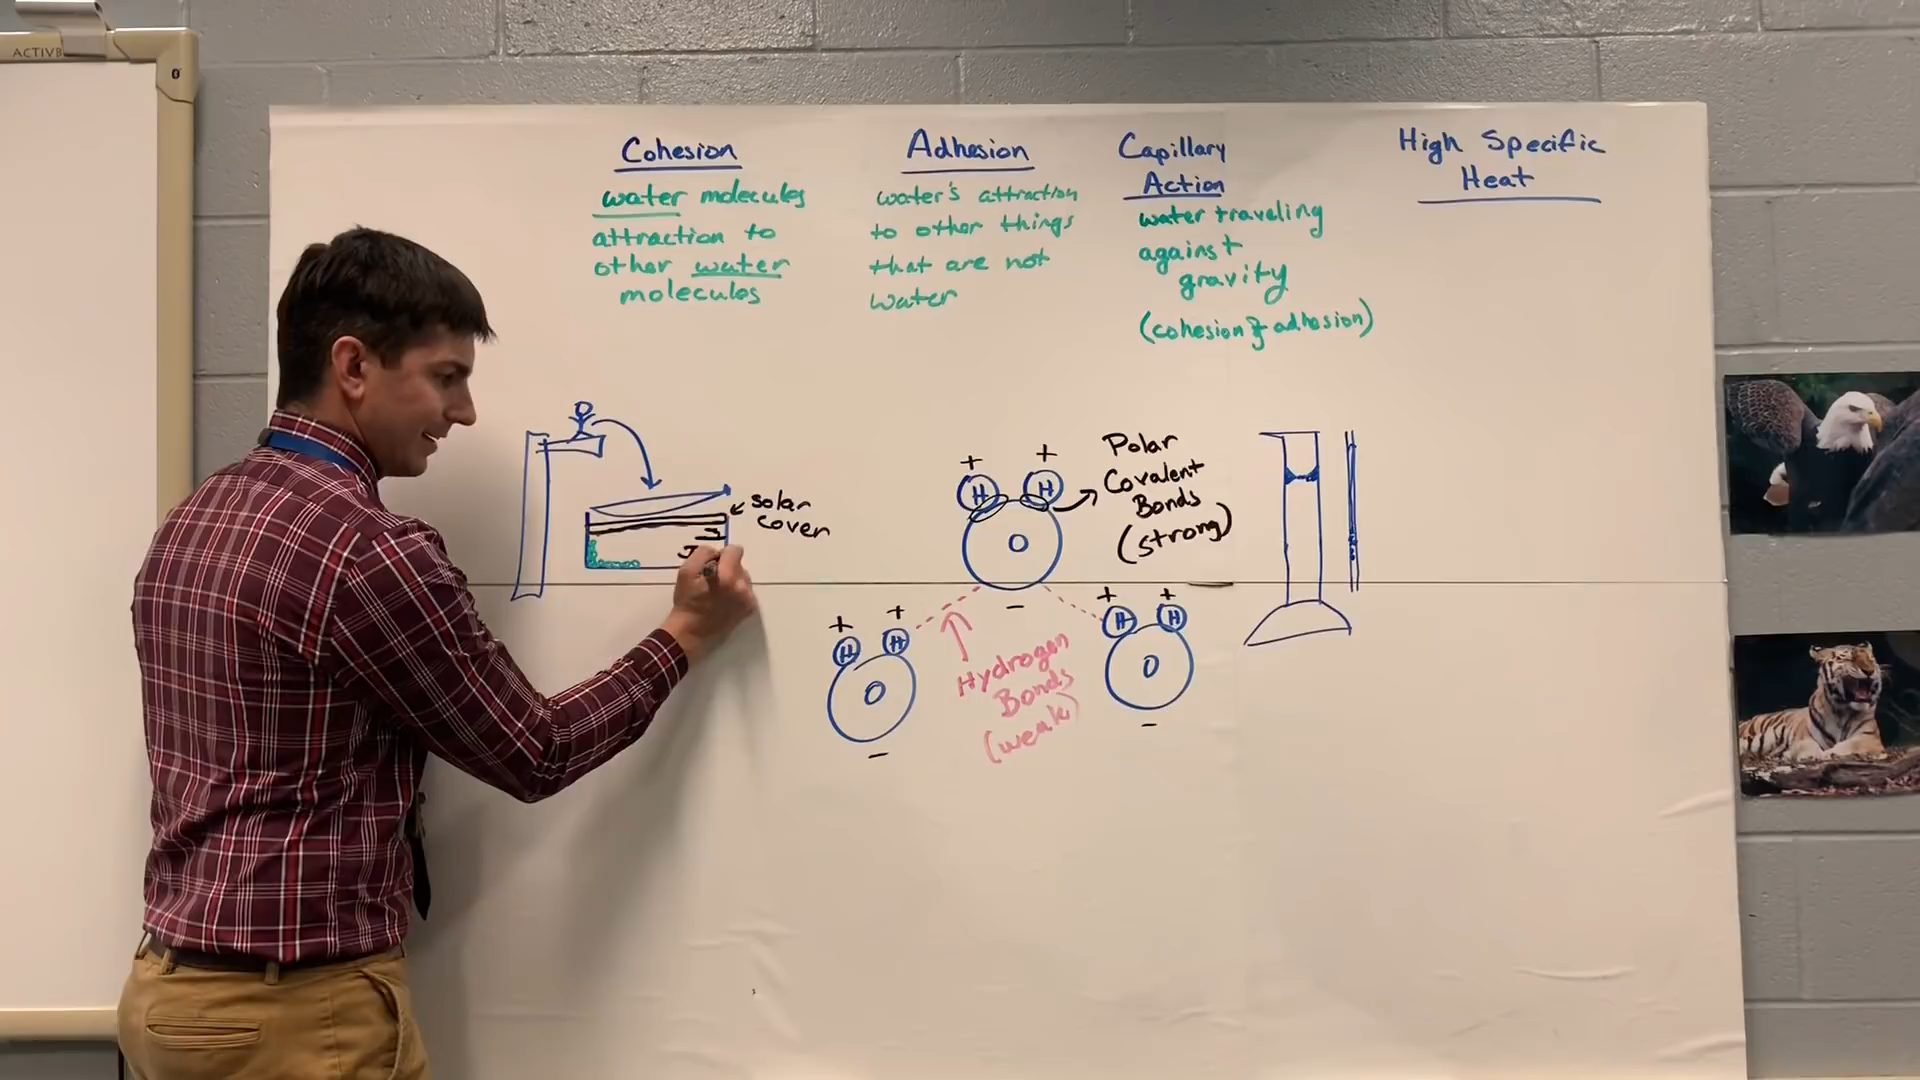 ACTIVB
Cohesion
water molecules
attraction to
other water
molecules
Adhesion
water's attraction
to other things
that are not
water
Capillary
Action
water traveling
against
gravity
(cohesion & adhesion)
High Specific
Heat
solar
cover
+
+
H
H
O
-
Polar
Covalent
Bonds
(strong)
+
+
H
H
O
-
Hydrogen
Bonds
(weak)
+
+
H
H
O
-